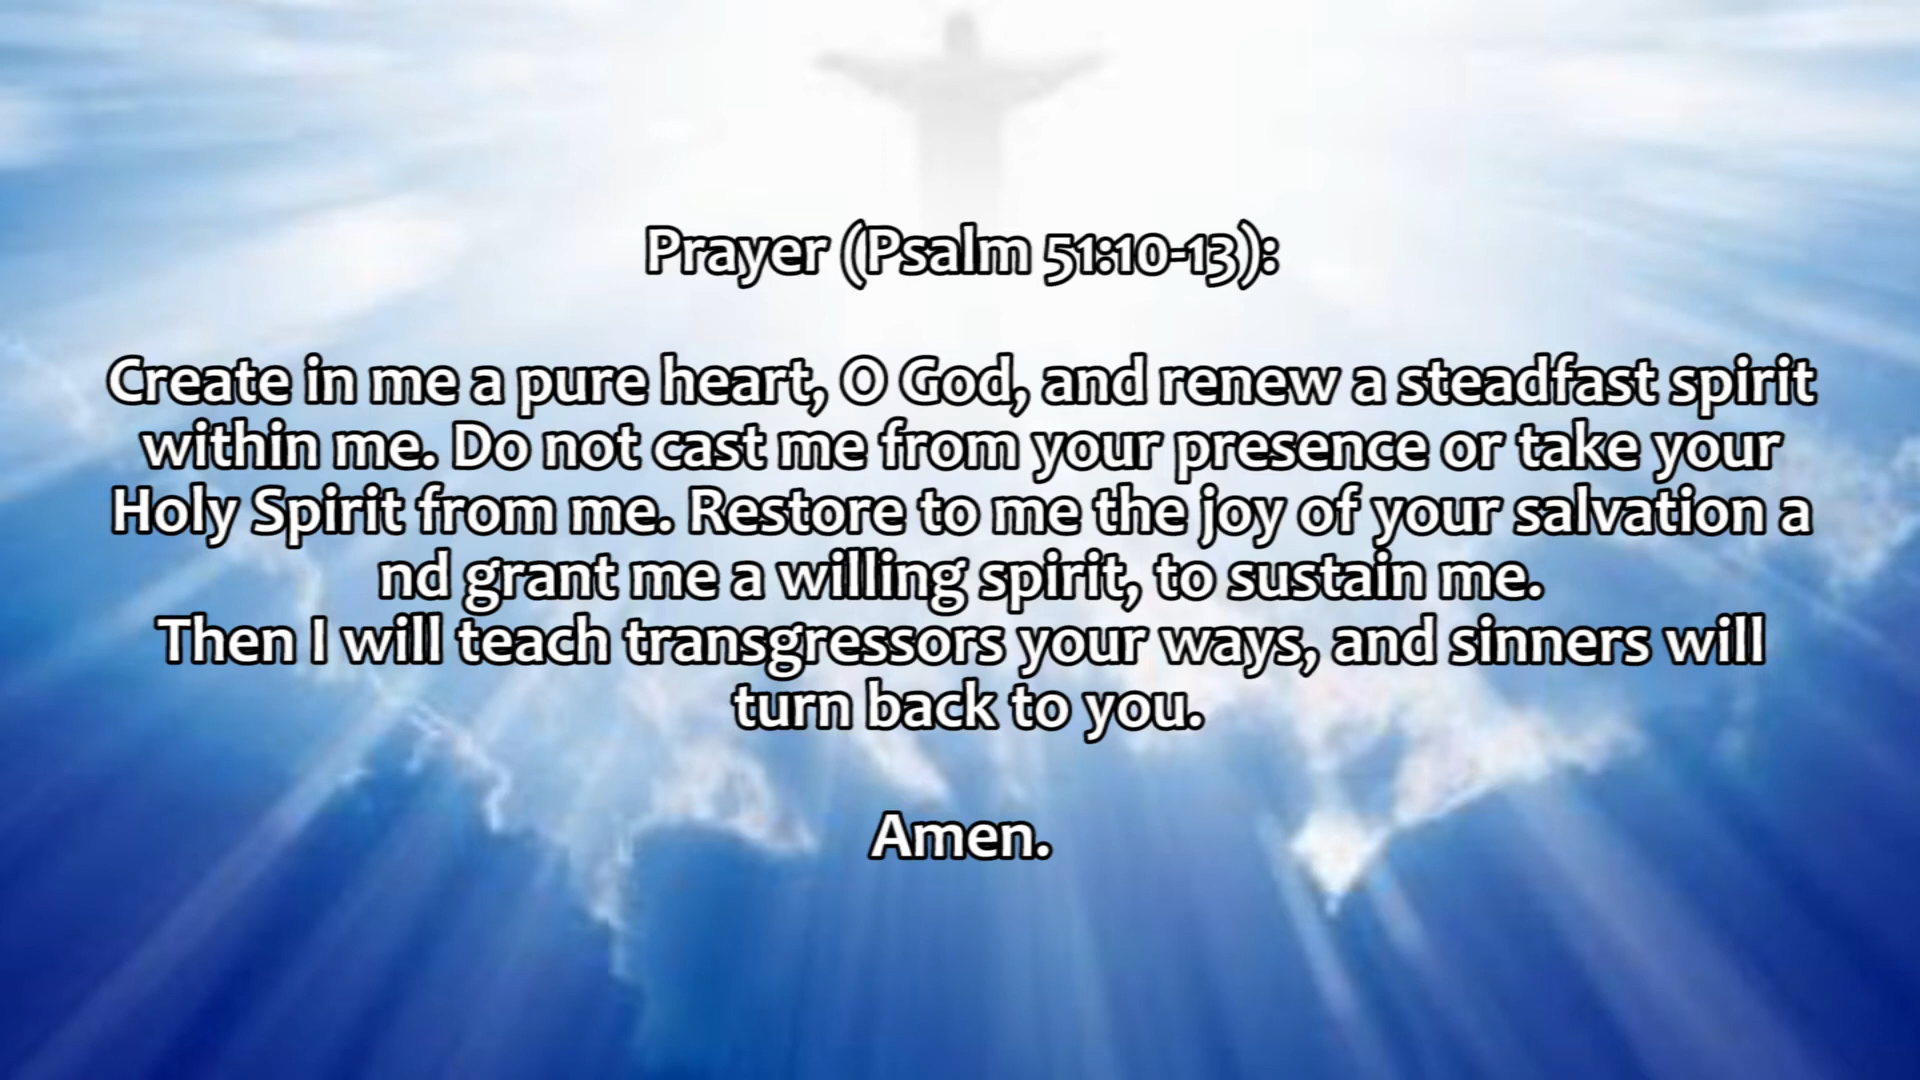 Prayer (Psalm 51:10-13):
Create in me a pure heart, O God, and renew a steadfast spirit
within me. Do not cast me from your presence or take your
Holy Spirit from me. Restore to me the joy of your salvation a
nd grant me a willing spirit, to sustain me.
Then I will teach transgressors your ways, and sinners will
turn back to you.
Amen.